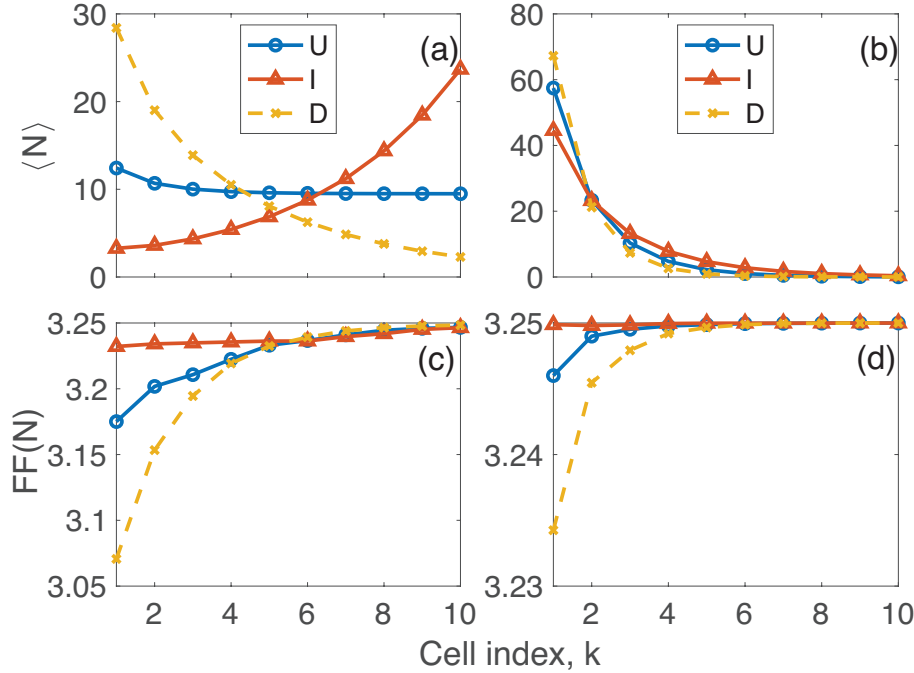 30
20
10
0
⟨N⟩
U
I
D
(a)
80
60
40
20
0
U
I
D
(b)
3.25
3.2
3.15
3.1
3.05
FF(N)
2 4 6 8 10
(c)
3.25
3.24
3.23
2 4 6 8 10
(d)
Cell index, k